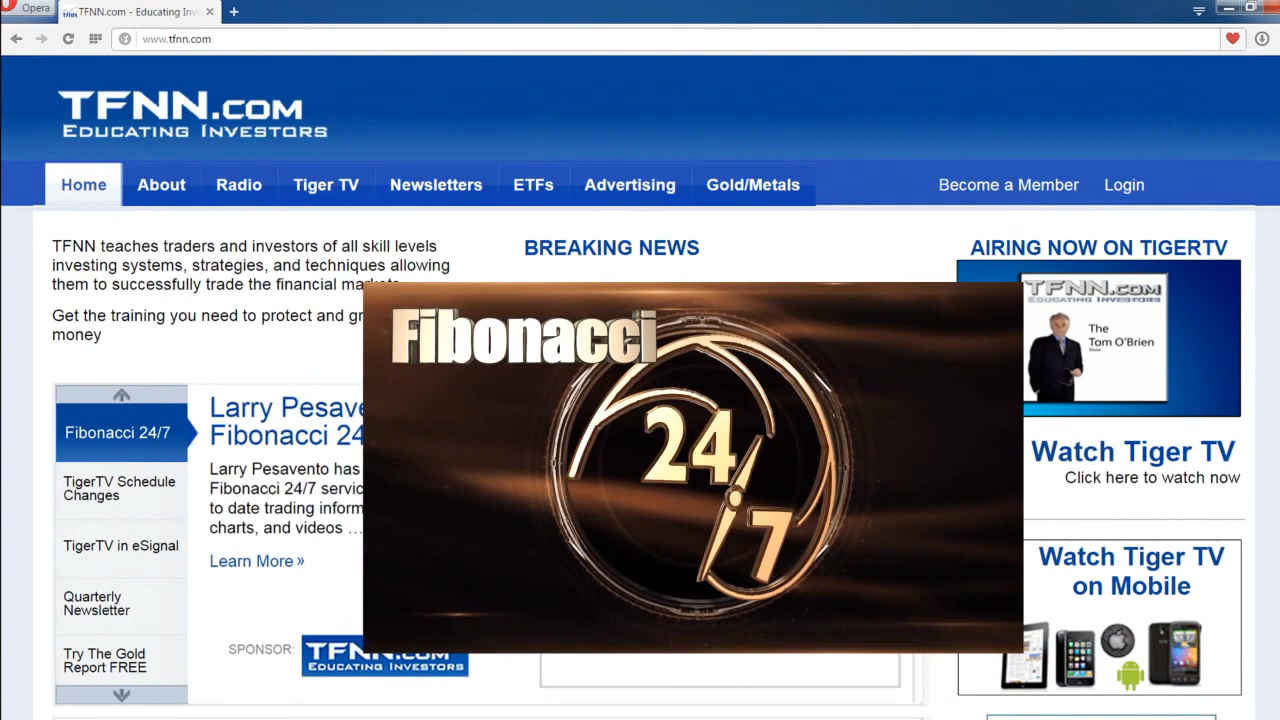 Opera
TFNN.com - Educating Inv
www.tfnn.com
TFNN.COM
EDUCATING INVESTORS
Home
About
Radio
Tiger TV
Newsletters
ETFs
Advertising
Gold/Metals
Become a Member
Login
TFNN teaches traders and investors of all skill levels
investing systems, strategies, and techniques allowing
them to successfully trade the financial markets.
Get the training you need to protect and gr
money
BREAKING NEWS
AIRING NOW ON TIGERTV
TFNN.COM
EDUCATING INVESTORS
The
Tom O'Brien
Show
Watch Tiger TV
Click here to watch now
Watch Tiger TV
on Mobile
Fibonacci 24/7
TigerTV Schedule
Changes
TigerTV in eSignal
Quarterly
Newsletter
Try The Gold
Report FREE
Larry Pesave
Fibonacci 24
Larry Pesavento has
Fibonacci 24/7 servic
to date trading inform
charts, and videos …
Learn More »
SPONSOR:
TFNN.COM
EDUCATING INVESTORS
Fibonacci
24
7